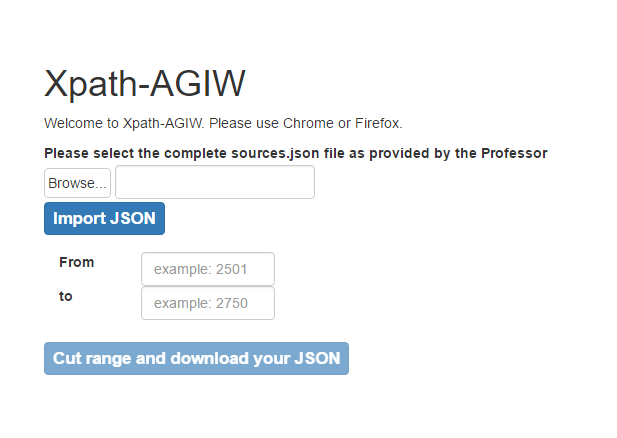 Xpath-AGIW
Welcome to Xpath-AGIW. Please use Chrome or Firefox.
Please select the complete sources.json file as provided by the Professor
Browse...
Import JSON
From example: 2501
to example: 2750
Cut range and download your JSON